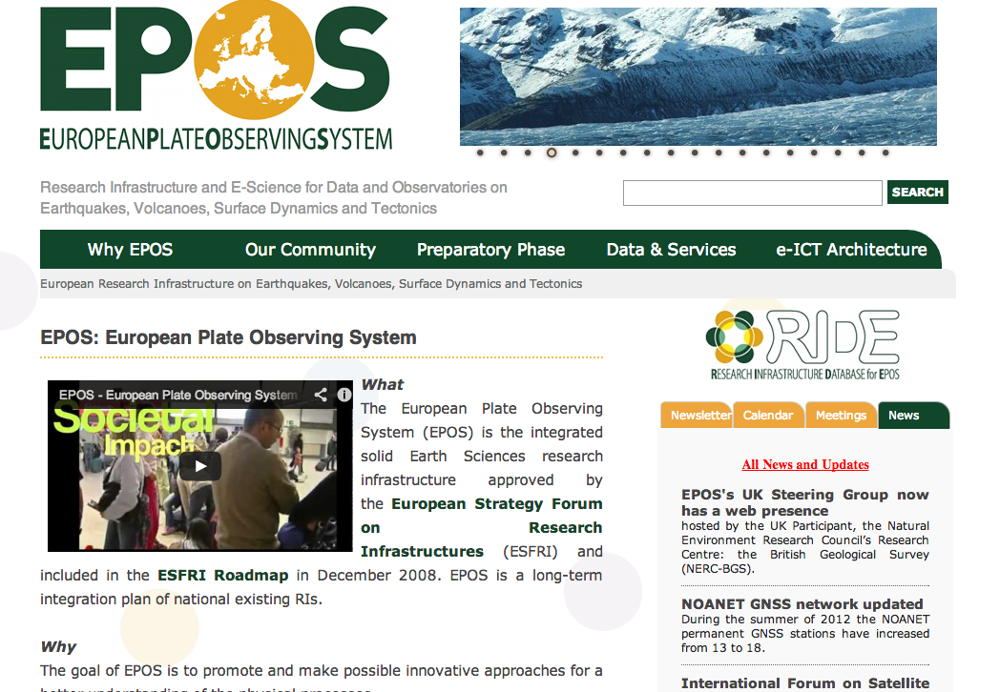 EPOS
EUROPEANPLATEOBSERVINGSYSTEM
Research Infrastructure and E-Science for Data and Observatories on
Earthquakes, Volcanoes, Surface Dynamics and Tectonics
SEARCH
Why EPOS
Our Community
Preparatory Phase
Data & Services
e-ICT Architecture
European Research Infrastructure on Earthquakes, Volcanoes, Surface Dynamics and Tectonics
EPOS: European Plate Observing System
EPOS - European Plate Observing System
Societal
Impach
What
The European Plate Observing
System (EPOS) is the integrated
solid Earth Sciences research
infrastructure approved by
the European Strategy Forum
on Research
Infrastructures (ESFRI) and
included in the ESFRI Roadmap in December 2008. EPOS is a long-term
integration plan of national existing RIs.
Why
The goal of EPOS is to promote and make possible innovative approaches for a
better understanding of the physical processes
RIDE
RESEARCH INFRASTRUCTURE DATABASE for EPOS
Newsletter
Calendar
Meetings
News
All News and Updates
EPOS's UK Steering Group now
has a web presence
hosted by the UK Participant, the Natural
Environment Research Council's Research
Centre: the British Geological Survey
(NERC-BGS).
NOANET GNSS network updated
During the summer of 2012 the NOANET
permanent GNSS stations have increased
from 13 to 18.
International Forum on Satellite